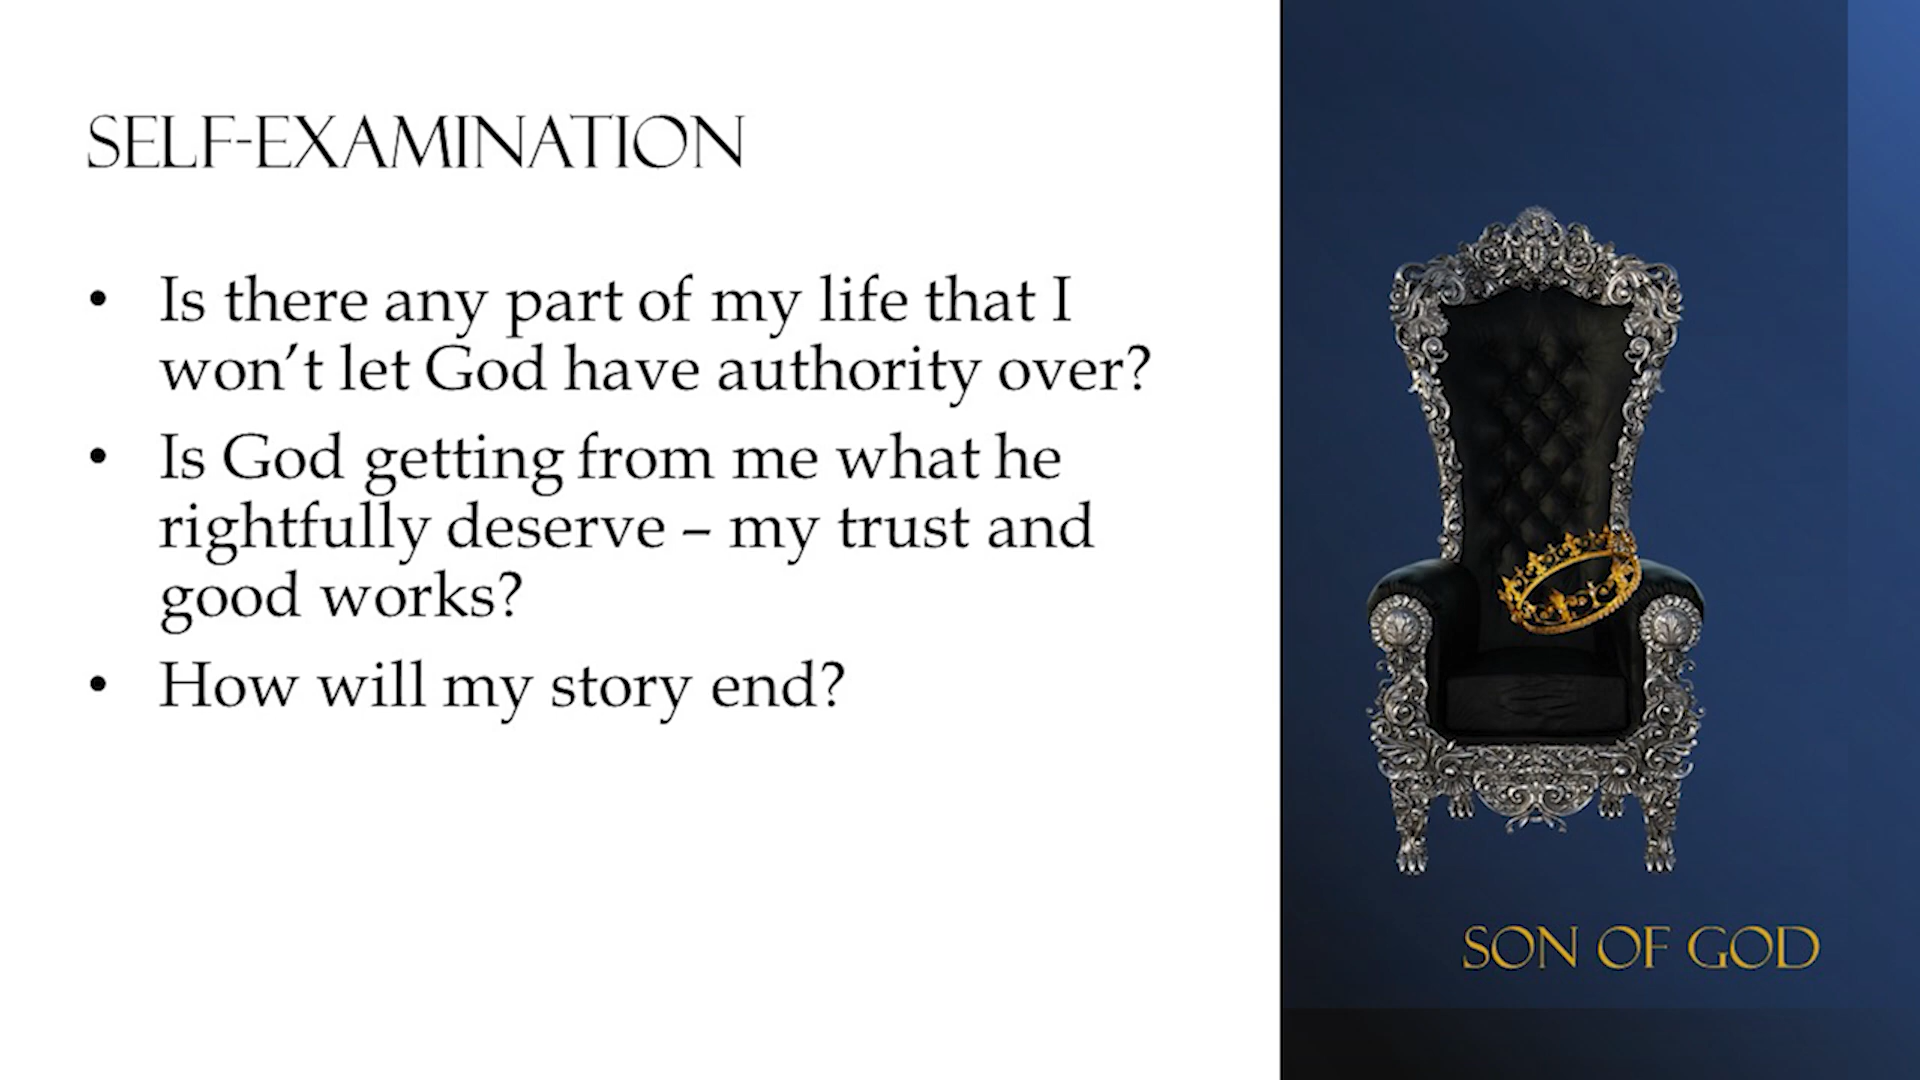 SELF-EXAMINATION
• Is there any part of my life that I
won’t let God have authority over?
• Is God getting from me what he
rightfully deserve – my trust and
good works?
• How will my story end?
SON OF GOD